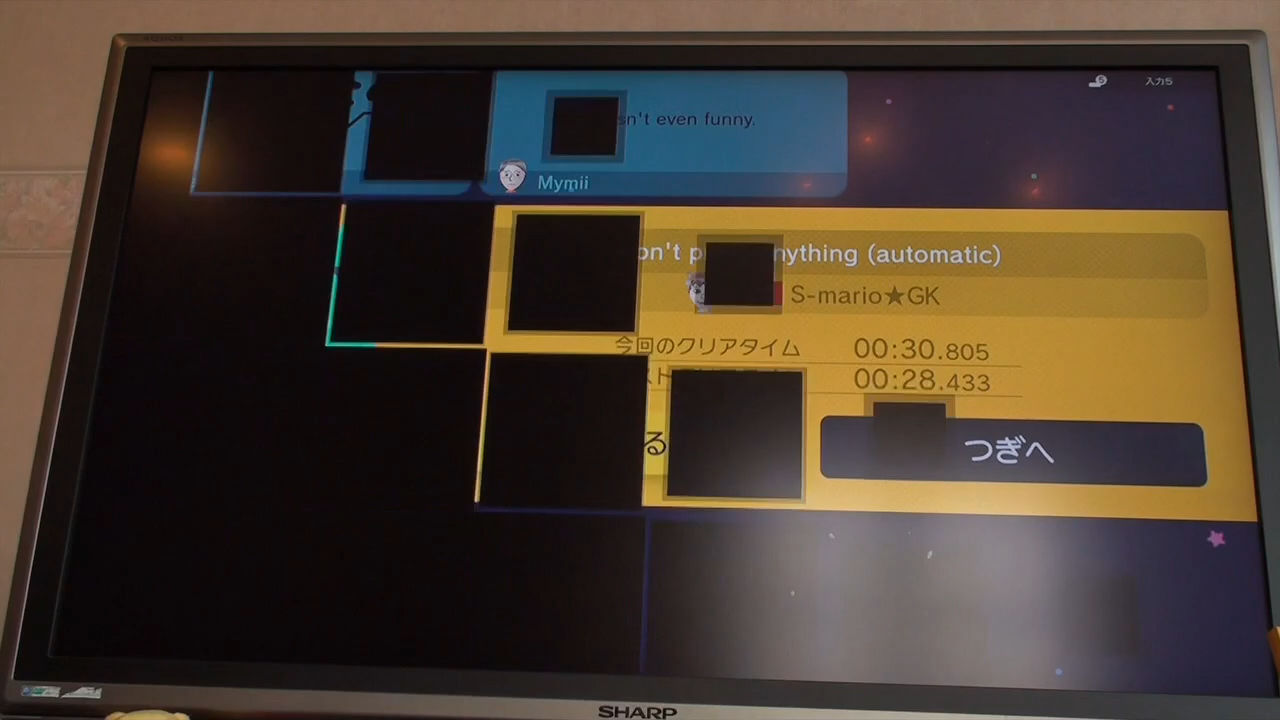 入力5
sn't even funny.
Mymii
on't p nything (automatic)
S-mario★GK
今回のクリアタイム 00:30.805
00:28.433
る
つぎへ
SHARP